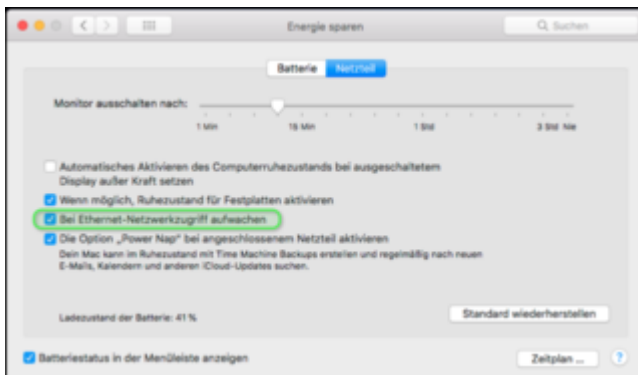 Energie sparen
Suchen
Batterie Netzteil
Monitor ausschalten nach:
1 Min 15 Min 1 Std 3 Std Nie
Automatisches Aktivieren des Computerruhezustands bei ausgeschaltetem
Display außer Kraft setzen
Wenn möglich, Ruhezustand für Festplatten aktivieren
Bei Ethernet-Netzwerkzugriff aufwachen
Die Option „Power Nap“ bei angeschlossenem Netzteil aktivieren
Dein Mac kann im Ruhezustand mit Time Machine Backups erstellen und regelmäßig nach neuen
E-Mails, Kalendern und anderen iCloud-Updates suchen.
Ladezustand der Batterie: 41 %
Standard wiederherstellen
Batteriestatus in der Menüleiste anzeigen
Zeitplan ... ?